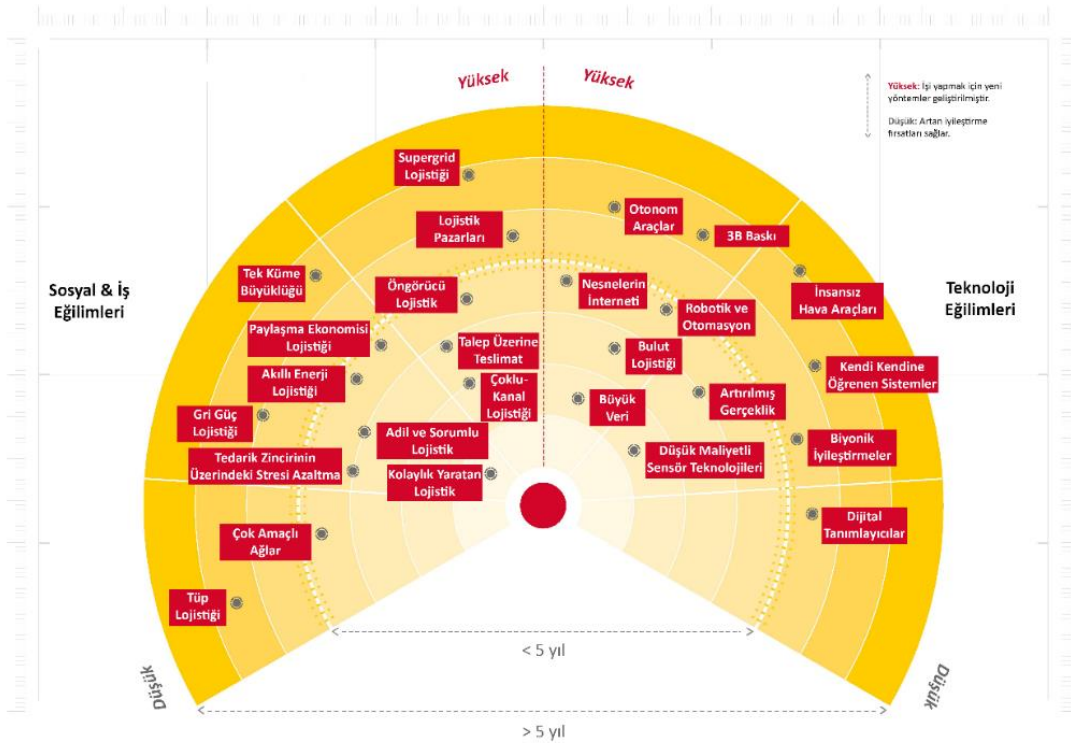 Yüksek
Yüksek
Yüksek: İşi yapmak için yeni
yöntemler geliştirilmiştir.
Düşük: Artan iyileştirme
fırsatları sağlar.
Sosyal & İş
Eğilimleri
Teknoloji
Eğilimleri
Supergrid
Lojistiği
Lojistik
Pazarları
Tek Küme
Büyüklüğü
Öngörücü
Lojistik
Paylaşma Ekonomisi
Lojistiği
Talep Üzerine
Teslimat
Akıllı Enerji
Lojistiği
Çoklu-
Kanal
Lojistiği
Gri Güç
Lojistiği
Adil ve Sorumlu
Lojistik
Tedarik Zincirinin
Üzerindeki Stresi Azaltma
Kolaylık Yaratan
Lojistik
Çok Amaçlı
Ağlar
Tüp
Lojistiği
Otonom
Araçlar
3B Baskı
İnsansız
Hava Araçları
Nesnelerin
İnterneti
Robotik ve
Otomasyon
Bulut
Lojistiği
Kendi Kendine
Öğrenen Sistemler
Artırılmış
Gerçeklik
Büyük
Veri
Biyonik
İyileştirmeler
Düşük Maliyetli
Sensör Teknolojileri
Dijital
Tanımlayıcılar
< 5 yıl
Düşük
Düşük
> 5 yıl